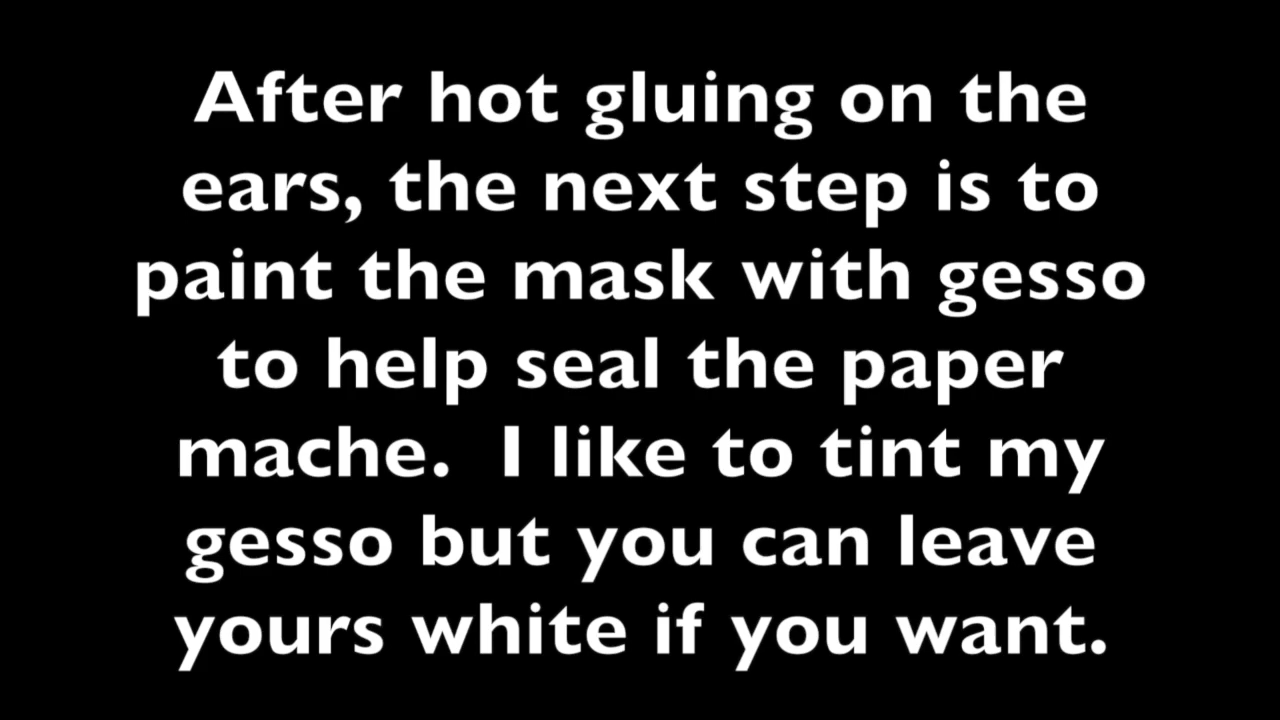 After hot gluing on the
ears, the next step is to
paint the mask with gesso
to help seal the paper
mache.  I like to tint my
gesso but you can leave
yours white if you want.